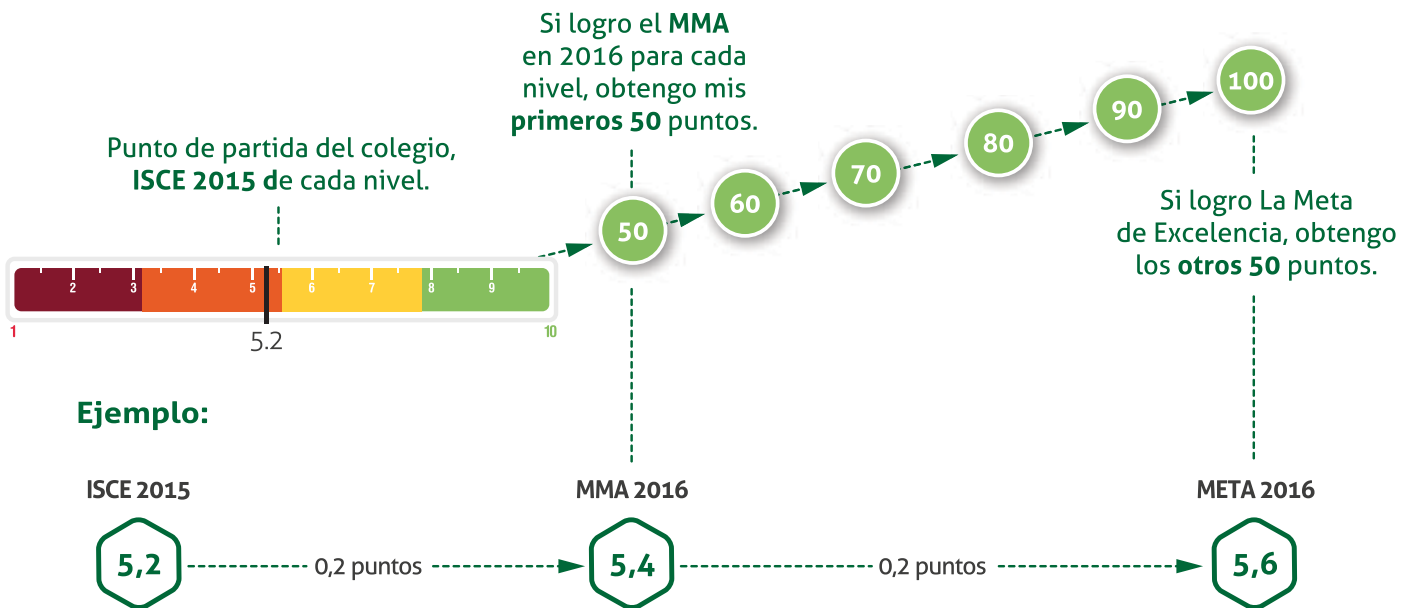 Si logro el MMA
en 2016 para cada
nivel, obtengo mis
primeros 50 puntos.
Punto de partida del colegio,
ISCE 2015 de cada nivel.
50
60
70
80
90
100
Si logro La Meta
de Excelencia, obtengo
los otros 50 puntos.
2 3 4 5 6 7 8 9
1 10
5.2
Ejemplo:
ISCE 2015 MMA 2016 META 2016
5,2 0,2 puntos 5,4 0,2 puntos 5,6